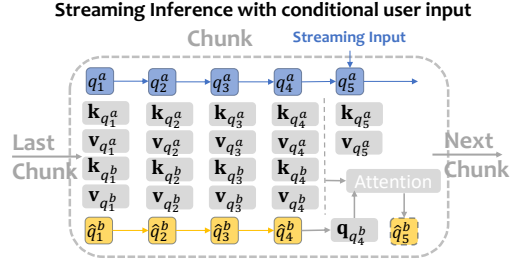 Streaming Inference with conditional user input
Chunk
Streaming Input
q₁ᵃ q₂ᵃ q₃ᵃ q₄ᵃ q₅ᵃ
k_{q₁ᵃ} k_{q₂ᵃ} k_{q₃ᵃ} k_{q₄ᵃ} k_{q₅ᵃ}
v_{q₁ᵃ} v_{q₂ᵃ} v_{q₃ᵃ} v_{q₄ᵃ} v_{q₅ᵃ}
Last
Chunk
k_{q₁ᵇ} k_{q₂ᵇ} k_{q₃ᵇ} k_{q₄ᵇ}
v_{q₁ᵇ} v_{q₂ᵇ} v_{q₃ᵇ} v_{q₄ᵇ}
Attention
Next
Chunk
q̂₁ᵇ q̂₂ᵇ q̂₃ᵇ q̂₄ᵇ q_{q₄ᵇ} q̂₅ᵇ